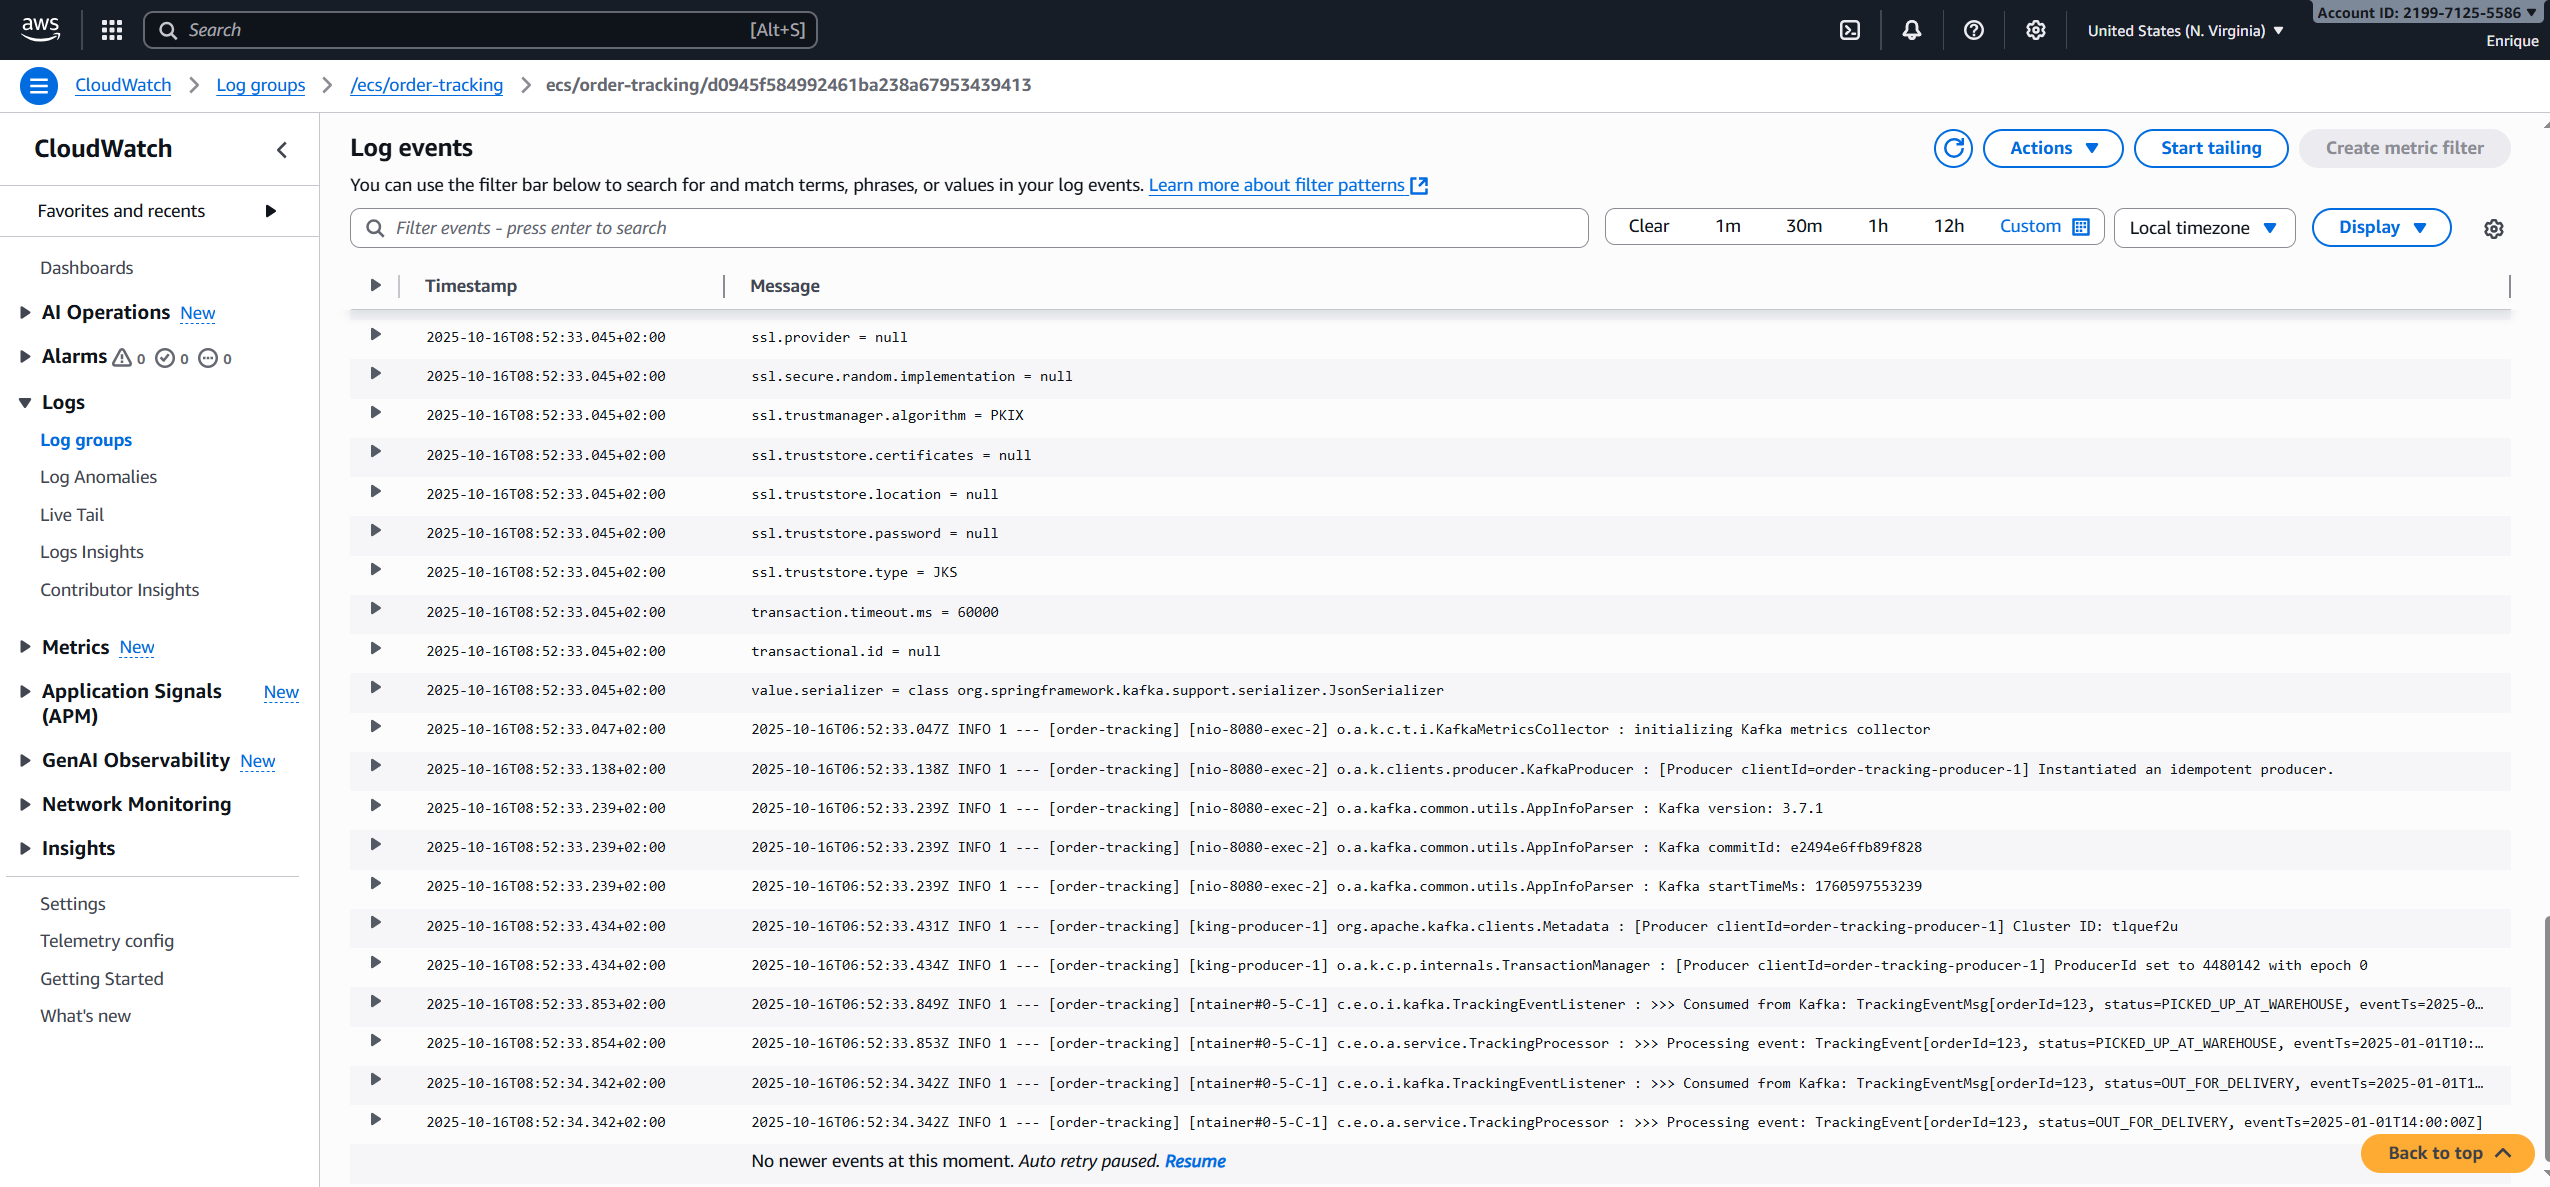 aws
Search [Alt+S]
United States (N. Virginia)
Account ID: 2199-7125-5586
Enrique
CloudWatch > Log groups > /ecs/order-tracking > ecs/order-tracking/d0945f584992461ba238a67953439413
CloudWatch
Favorites and recents
Dashboards
AI Operations New
Alarms 0 0 0
Logs
Log groups
Log Anomalies
Live Tail
Logs Insights
Contributor Insights
Metrics New
Application Signals (APM) New
GenAI Observability New
Network Monitoring
Insights
Settings
Telemetry config
Getting Started
What's new
Log events
Actions
Start tailing
Create metric filter
You can use the filter bar below to search for and match terms, phrases, or values in your log events. Learn more about filter patterns
Filter events - press enter to search
Clear 1m 30m 1h 12h Custom
Local timezone
Display
Timestamp Message
2025-10-16T08:52:33.045+02:00 ssl.provider = null
2025-10-16T08:52:33.045+02:00 ssl.secure.random.implementation = null
2025-10-16T08:52:33.045+02:00 ssl.trustmanager.algorithm = PKIX
2025-10-16T08:52:33.045+02:00 ssl.truststore.certificates = null
2025-10-16T08:52:33.045+02:00 ssl.truststore.location = null
2025-10-16T08:52:33.045+02:00 ssl.truststore.password = null
2025-10-16T08:52:33.045+02:00 ssl.truststore.type = JKS
2025-10-16T08:52:33.045+02:00 transaction.timeout.ms = 60000
2025-10-16T08:52:33.045+02:00 transactional.id = null
2025-10-16T08:52:33.045+02:00 value.serializer = class org.springframework.kafka.support.serializer.JsonSerializer
2025-10-16T08:52:33.047+02:00 2025-10-16T06:52:33.047Z INFO 1 --- [order-tracking] [nio-8080-exec-2] o.a.k.c.t.i.KafkaMetricsCollector : initializing Kafka metrics collector
2025-10-16T08:52:33.138+02:00 2025-10-16T06:52:33.138Z INFO 1 --- [order-tracking] [nio-8080-exec-2] o.a.k.clients.producer.KafkaProducer : [Producer clientId=order-tracking-producer-1] Instantiated an idempotent producer.
2025-10-16T08:52:33.239+02:00 2025-10-16T06:52:33.239Z INFO 1 --- [order-tracking] [nio-8080-exec-2] o.a.kafka.common.utils.AppInfoParser : Kafka version: 3.7.1
2025-10-16T08:52:33.239+02:00 2025-10-16T06:52:33.239Z INFO 1 --- [order-tracking] [nio-8080-exec-2] o.a.kafka.common.utils.AppInfoParser : Kafka commitId: e2494e6ffb89f828
2025-10-16T08:52:33.239+02:00 2025-10-16T06:52:33.239Z INFO 1 --- [order-tracking] [nio-8080-exec-2] o.a.kafka.common.utils.AppInfoParser : Kafka startTimeMs: 1760597553239
2025-10-16T08:52:33.434+02:00 2025-10-16T06:52:33.431Z INFO 1 --- [order-tracking] [king-producer-1] org.apache.kafka.clients.Metadata : [Producer clientId=order-tracking-producer-1] Cluster ID: tlquef2u
2025-10-16T08:52:33.434+02:00 2025-10-16T06:52:33.434Z INFO 1 --- [order-tracking] [king-producer-1] o.a.k.c.p.internals.TransactionManager : [Producer clientId=order-tracking-producer-1] ProducerId set to 4480142 with epoch 0
2025-10-16T08:52:33.853+02:00 2025-10-16T06:52:33.849Z INFO 1 --- [order-tracking] [ntainer#0-5-C-1] c.e.o.i.kafka.TrackingEventListener : >>> Consumed from Kafka: TrackingEventMsg[orderId=123, status=PICKED_UP_AT_WAREHOUSE, eventTs=2025-0…
2025-10-16T08:52:33.854+02:00 2025-10-16T06:52:33.853Z INFO 1 --- [order-tracking] [ntainer#0-5-C-1] c.e.o.a.service.TrackingProcessor : >>> Processing event: TrackingEvent[orderId=123, status=PICKED_UP_AT_WAREHOUSE, eventTs=2025-01-01T10:…
2025-10-16T08:52:34.342+02:00 2025-10-16T06:52:34.342Z INFO 1 --- [order-tracking] [ntainer#0-5-C-1] c.e.o.i.kafka.TrackingEventListener : >>> Consumed from Kafka: TrackingEventMsg[orderId=123, status=OUT_FOR_DELIVERY, eventTs=2025-01-01T1…
2025-10-16T08:52:34.342+02:00 2025-10-16T06:52:34.342Z INFO 1 --- [order-tracking] [ntainer#0-5-C-1] c.e.o.a.service.TrackingProcessor : >>> Processing event: TrackingEvent[orderId=123, status=OUT_FOR_DELIVERY, eventTs=2025-01-01T14:00:00Z]
No newer events at this moment. Auto retry paused. Resume
Back to top